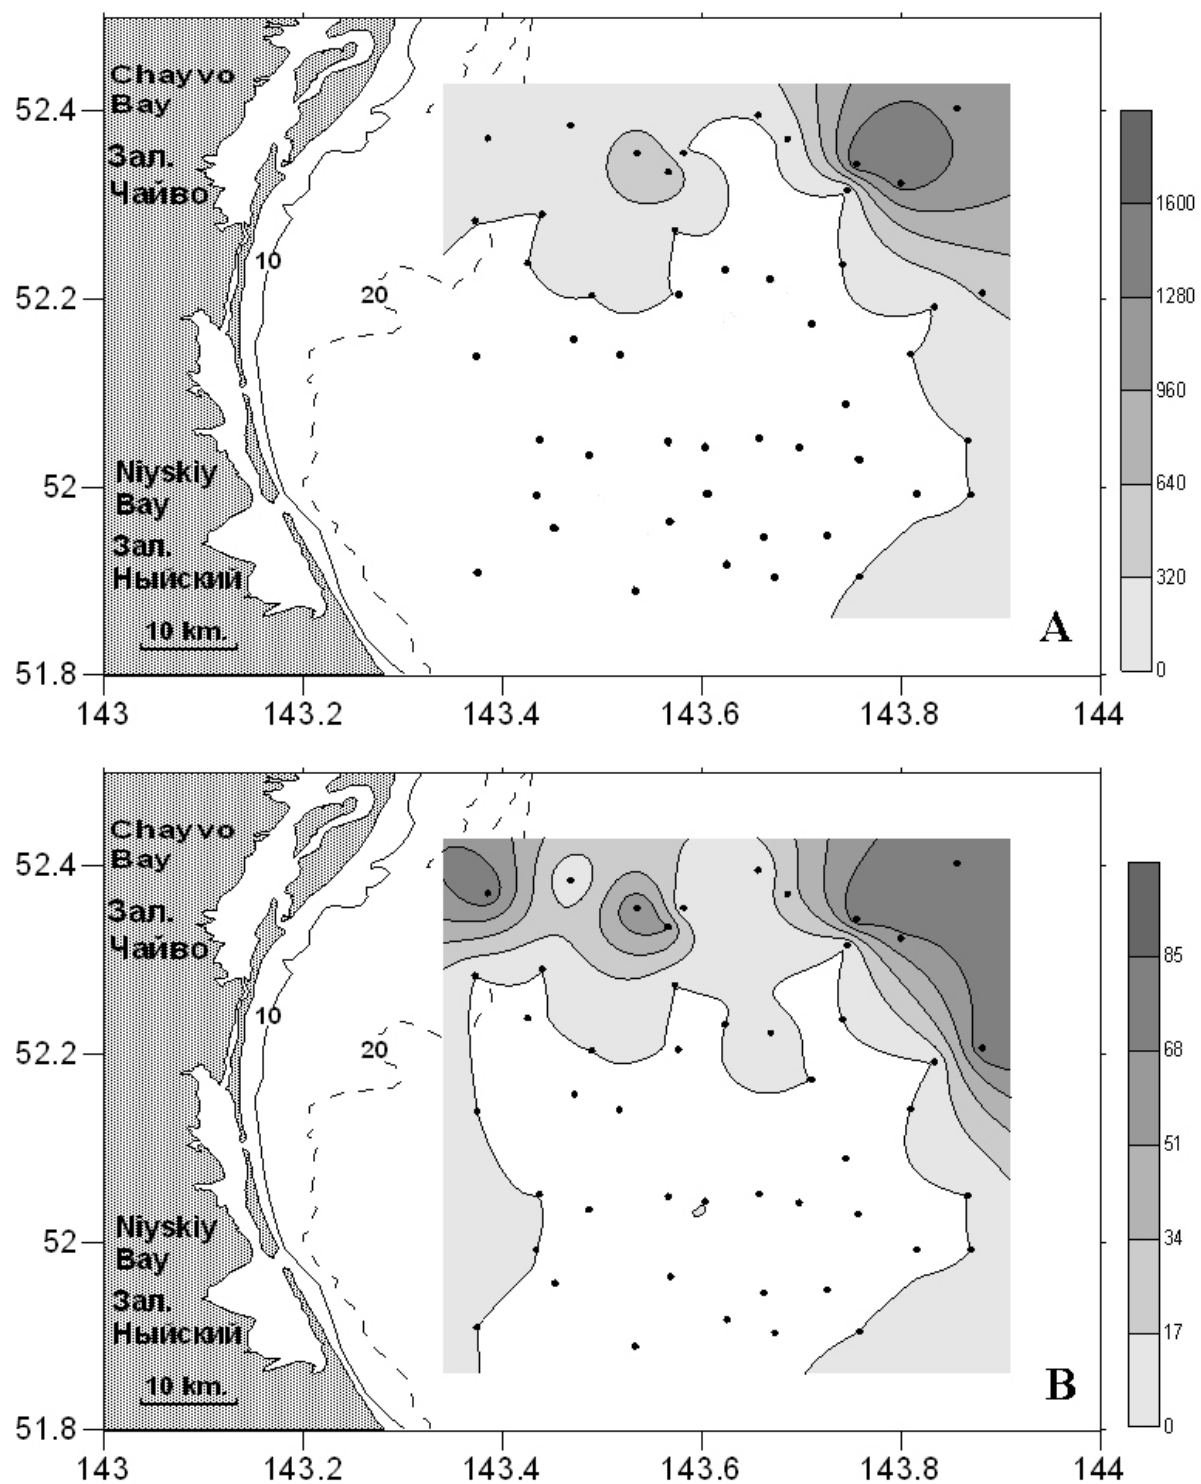 Chayvo
Bay
Зал.
Чайво
10
20
Niyskiy
Bay
Зал.
Ныйский
10 km.
A
52.4
52.2
52
51.8
143
143.2
143.4
143.6
143.8
144
1600
1280
960
640
320
0
Chayvo
Bay
Зал.
Чайво
10
20
Niyskiy
Bay
Зал.
Ныйский
10 km.
B
52.4
52.2
52
51.8
143
143.2
143.4
143.6
143.8
144
85
68
51
34
17
0